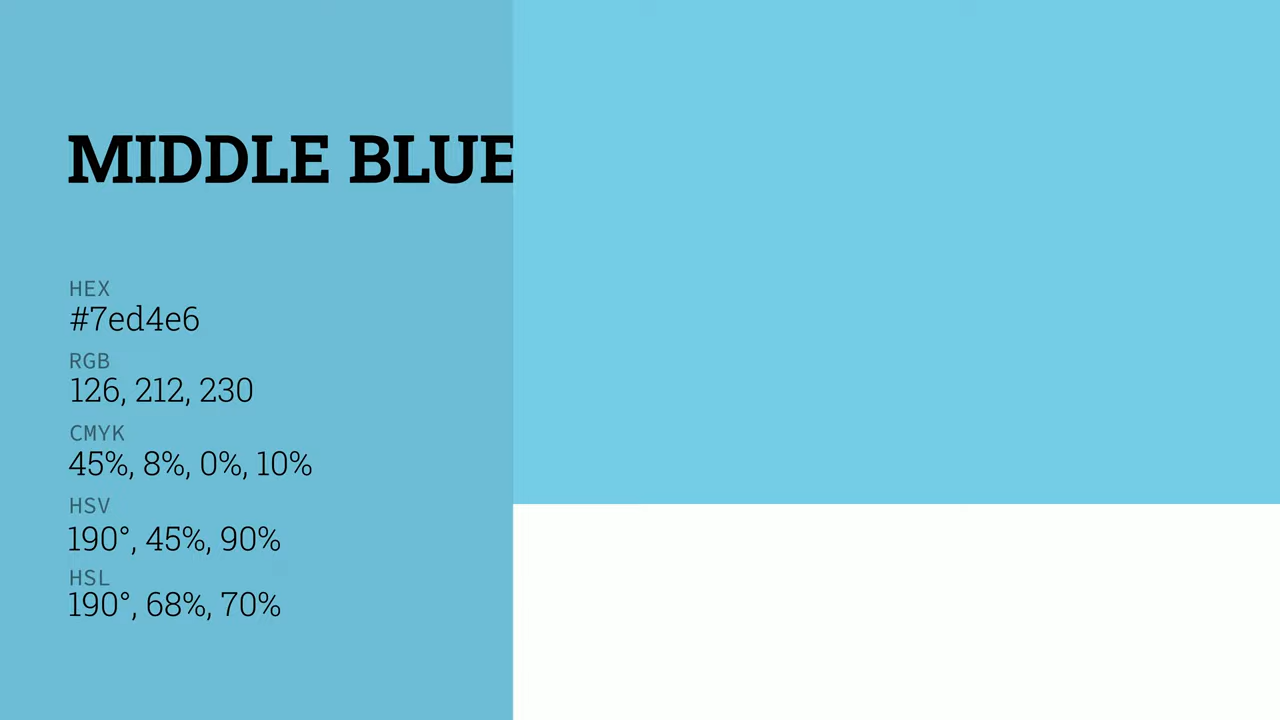 MIDDLE BLUE
HEX
#7ed4e6
RGB
126, 212, 230
CMYK
45%, 8%, 0%, 10%
HSV
190°, 45%, 90%
HSL
190°, 68%, 70%